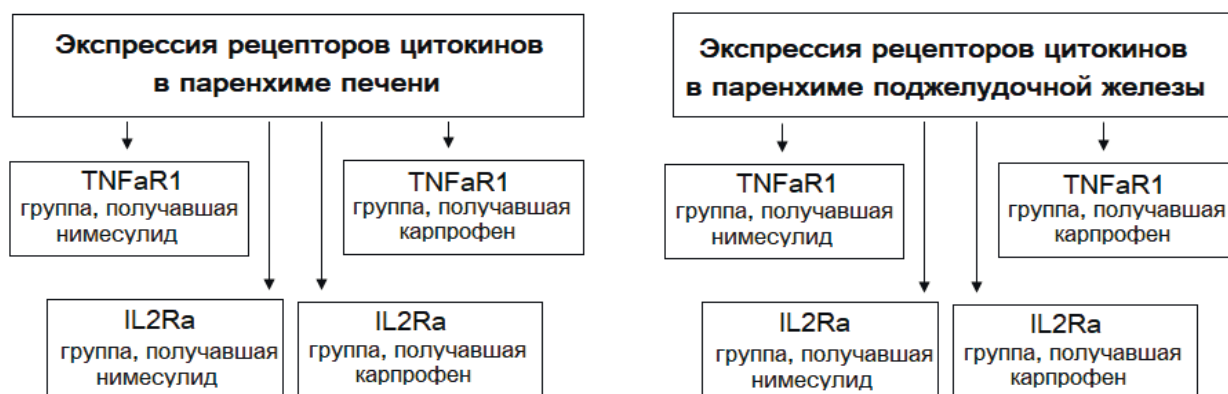 Экспрессия рецепторов цитокинов
в паренхиме печени
TNFaR1
группа, получавшая
нимесулид
TNFaR1
группа, получавшая
карпрофен
IL2Ra
группа, получавшая
нимесулид
IL2Ra
группа, получавшая
карпрофен
Экспрессия рецепторов цитокинов
в паренхиме поджелудочной железы
TNFaR1
группа, получавшая
нимесулид
TNFaR1
группа, получавшая
карпрофен
IL2Ra
группа, получавшая
нимесулид
IL2Ra
группа, получавшая
карпрофен